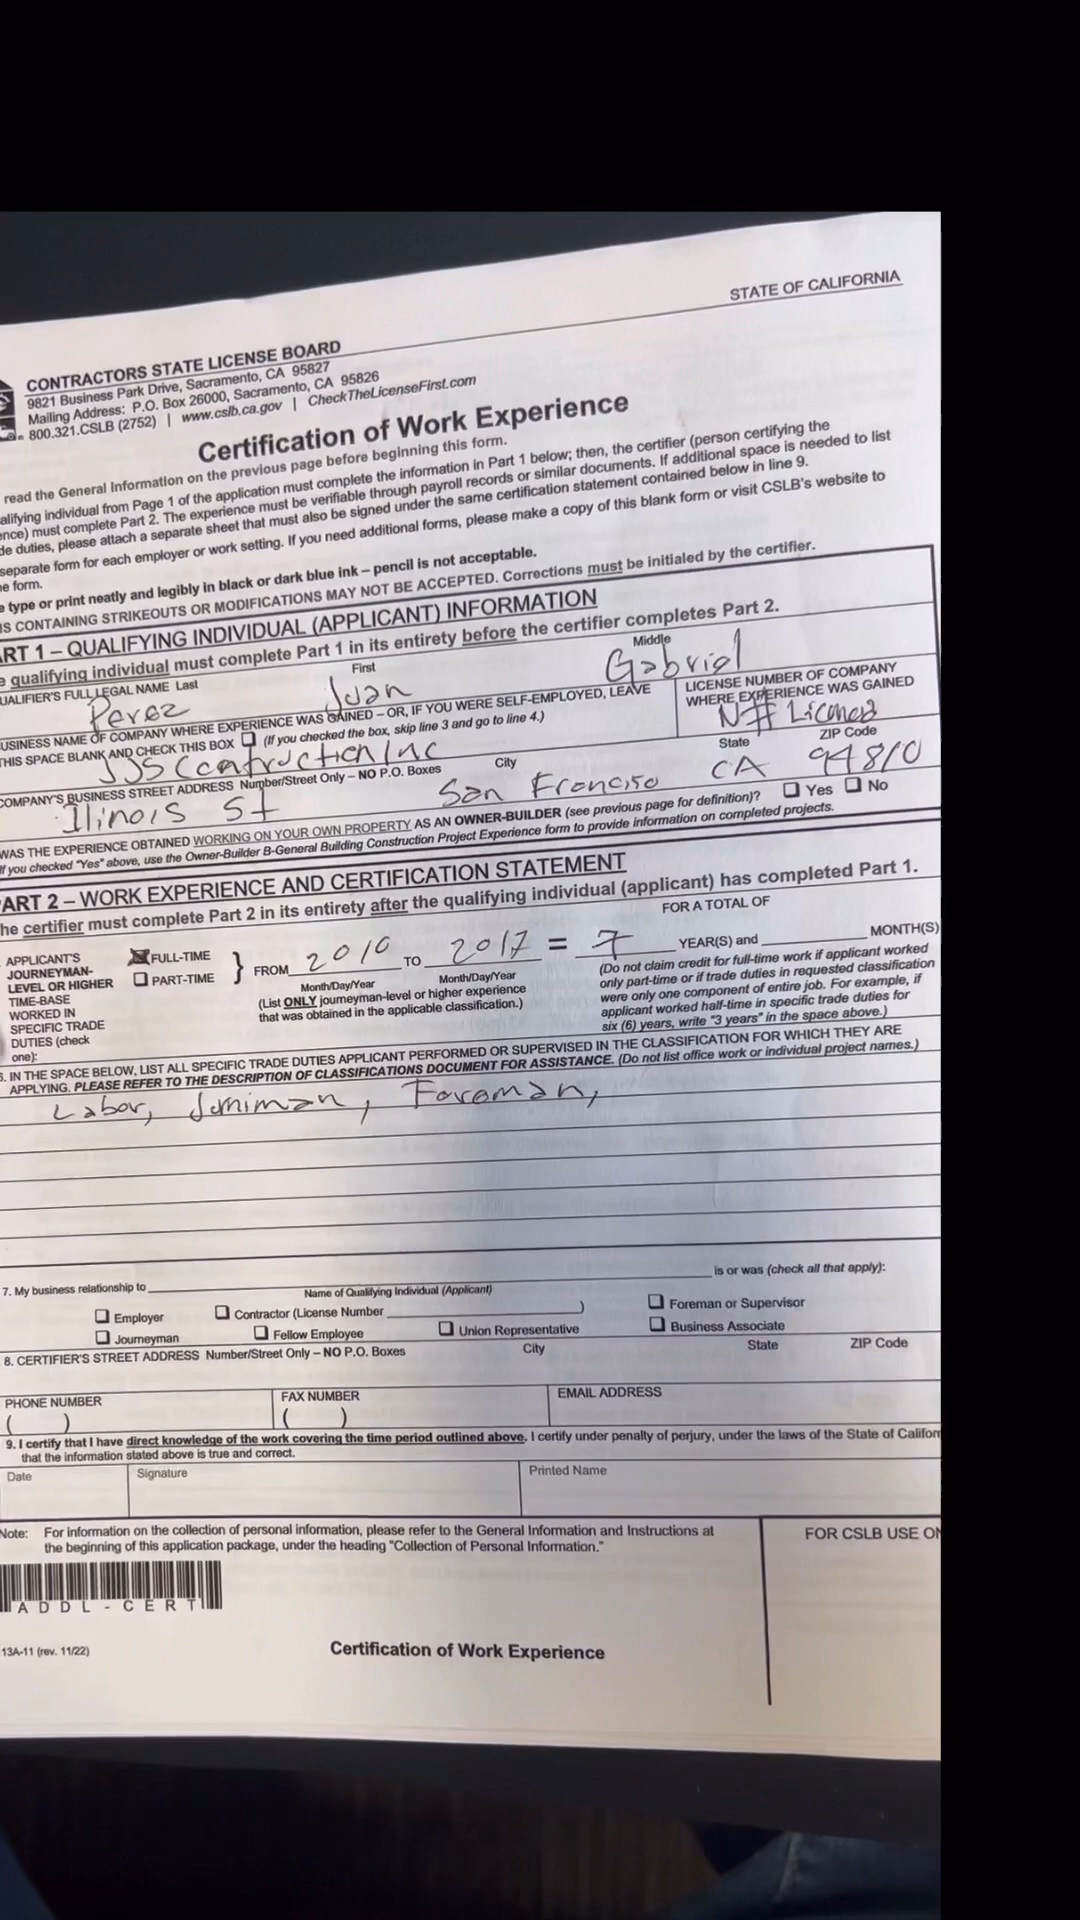 STATE OF CALIFORNIA
CONTRACTORS STATE LICENSE BOARD
9821 Business Park Drive, Sacramento, CA 95827
Mailing Address: P.O. Box 26000, Sacramento, CA 95826
800.321.CSLB (2752) | www.cslb.ca.gov | CheckTheLicenseFirst.com
Certification of Work Experience
read the General Information on the previous page before beginning this form.
alifying individual from Page 1 of the application must complete the information in Part 1 below; then, the certifier (person certifying the
ence) must complete Part 2. The experience must be verifiable through payroll records or similar documents. If additional space is needed to list
de duties, please attach a separate sheet that must also be signed under the same certification statement contained below in line 9.
separate form for each employer or work setting. If you need additional forms, please make a copy of this blank form or visit CSLB's website to
e form.
e type or print neatly and legibly in black or dark blue ink – pencil is not acceptable.
S CONTAINING STRIKEOUTS OR MODIFICATIONS MAY NOT BE ACCEPTED. Corrections must be initialed by the certifier.
RT 1 – QUALIFYING INDIVIDUAL (APPLICANT) INFORMATION
e qualifying individual must complete Part 1 in its entirety before the certifier completes Part 2.
UALIFIER'S FULL LEGAL NAME Last First Middle
Perez Juan Gabriel
USINESS NAME OF COMPANY WHERE EXPERIENCE WAS GAINED – OR, IF YOU WERE SELF-EMPLOYED, LEAVE
THIS SPACE BLANK AND CHECK THIS BOX (If you checked the box, skip line 3 and go to line 4.)
LICENSE NUMBER OF COMPANY
WHERE EXPERIENCE WAS GAINED
JJS Inc
COMPANY'S BUSINESS STREET ADDRESS Number/Street Only – NO P.O. Boxes City State ZIP Code
Ilinois St San Franciso CA 94810
WAS THE EXPERIENCE OBTAINED WORKING ON YOUR OWN PROPERTY AS AN OWNER-BUILDER (see previous page for definition)? Yes No
If you checked "Yes" above, use the Owner-Builder B-General Building Construction Project Experience form to provide information on completed projects.
ART 2 – WORK EXPERIENCE AND CERTIFICATION STATEMENT
he certifier must complete Part 2 in its entirety after the qualifying individual (applicant) has completed Part 1.
APPLICANT'S
JOURNEYMAN-
LEVEL OR HIGHER
TIME-BASE
WORKED IN
SPECIFIC TRADE
DUTIES (check
one):
FULL-TIME
PART-TIME
FROM 2010 TO 2017 = 7
Month/Day/Year Month/Day/Year
(List ONLY journeyman-level or higher experience
that was obtained in the applicable classification.)
FOR A TOTAL OF
YEAR(S) and MONTH(S)
(Do not claim credit for full-time work if applicant worked
only part-time or if trade duties in requested classification
were only one component of entire job. For example, if
applicant worked half-time in specific trade duties for
six (6) years, write "3 years" in the space above.)
. IN THE SPACE BELOW, LIST ALL SPECIFIC TRADE DUTIES APPLICANT PERFORMED OR SUPERVISED IN THE CLASSIFICATION FOR WHICH THEY ARE
APPLYING. PLEASE REFER TO THE DESCRIPTION OF CLASSIFICATIONS DOCUMENT FOR ASSISTANCE. (Do not list office work or individual project names.)
Labor, Foreman,
7. My business relationship to is or was (check all that apply):
Name of Qualifying Individual (Applicant)
Employer Contractor (License Number ) Foreman or Supervisor
Journeyman Fellow Employee Union Representative Business Associate
8. CERTIFIER'S STREET ADDRESS Number/Street Only – NO P.O. Boxes City State ZIP Code
PHONE NUMBER FAX NUMBER EMAIL ADDRESS
( ) ( )
9. I certify that I have direct knowledge of the work covering the time period outlined above. I certify under penalty of perjury, under the laws of the State of Califor
that the information stated above is true and correct.
Date Signature Printed Name
Note: For information on the collection of personal information, please refer to the General Information and Instructions at
the beginning of this application package, under the heading "Collection of Personal Information."
FOR CSLB USE ON
ADDL-CERT
13A-11 (rev. 11/22)
Certification of Work Experience